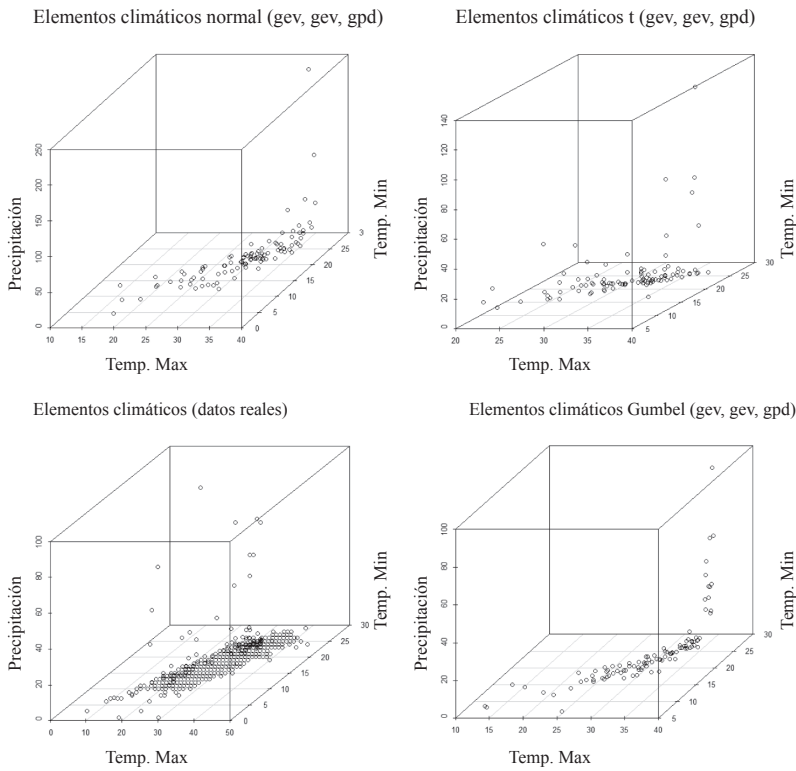 Elementos climáticos normal (gev, gev, gpd)
Precipitación
250
200
150
100
50
0
10 15 20 25 30 35 40
Temp. Max
0
5
10
15
20
25
3
Temp. Min
Elementos climáticos t (gev, gev, gpd)
Precipitación
140
120
100
80
60
40
20
0
20 25 30 35 40
Temp. Max
5
10
15
20
25
30
Temp. Min
Elementos climáticos (datos reales)
Precipitación
100
80
60
40
20
0
0 10 20 30 40 50
Temp. Max
0
5
10
15
20
25
30
Temp. Min
Elementos climáticos Gumbel (gev, gev, gpd)
Precipitación
100
80
60
40
20
0
10 15 20 25 30 35 40
Temp. Max
5
10
15
20
25
30
Temp. Min